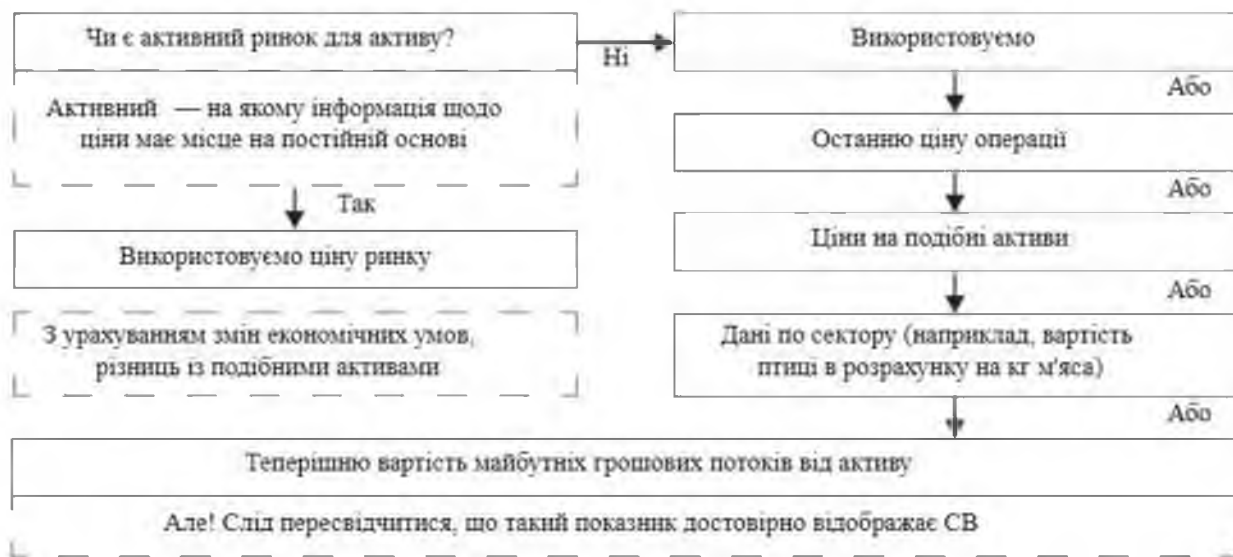 Чи є активний ринок для активу?
Ні
Використовуємо
Активний — на якому інформація щодо
ціни має місце на постійній основі
Або
Останню ціну операції
Так
Або
Використовуємо ціну ринку
Ціни на подібні активи
Або
З урахуванням змін економічних умов,
різниць із подібними активами
Дані по сектору (наприклад, вартість
птиці в розрахунку на кг м'яса)
Або
Теперішню вартість майбутніх грошових потоків від активу
Але! Слід пересвідчитися, що такий показник достовірно відображає СВ